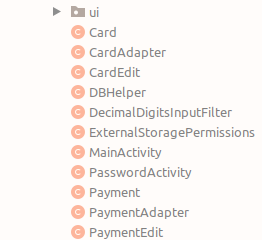 ui
Card
CardAdapter
CardEdit
DBHelper
DecimalDigitsInputFilter
ExternalStoragePermissions
MainActivity
PasswordActivity
Payment
PaymentAdapter
PaymentEdit